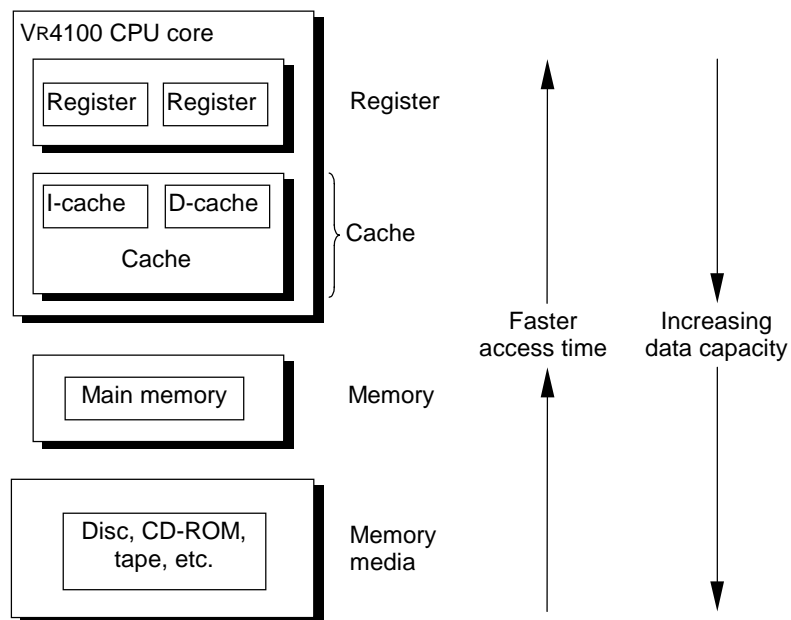 VR4100 CPU core
Register
Register
Register
I-cache
D-cache
Cache
Cache
Faster
access time
Increasing
data capacity
Main memory
Memory
Disc, CD-ROM,
tape, etc.
Memory
media